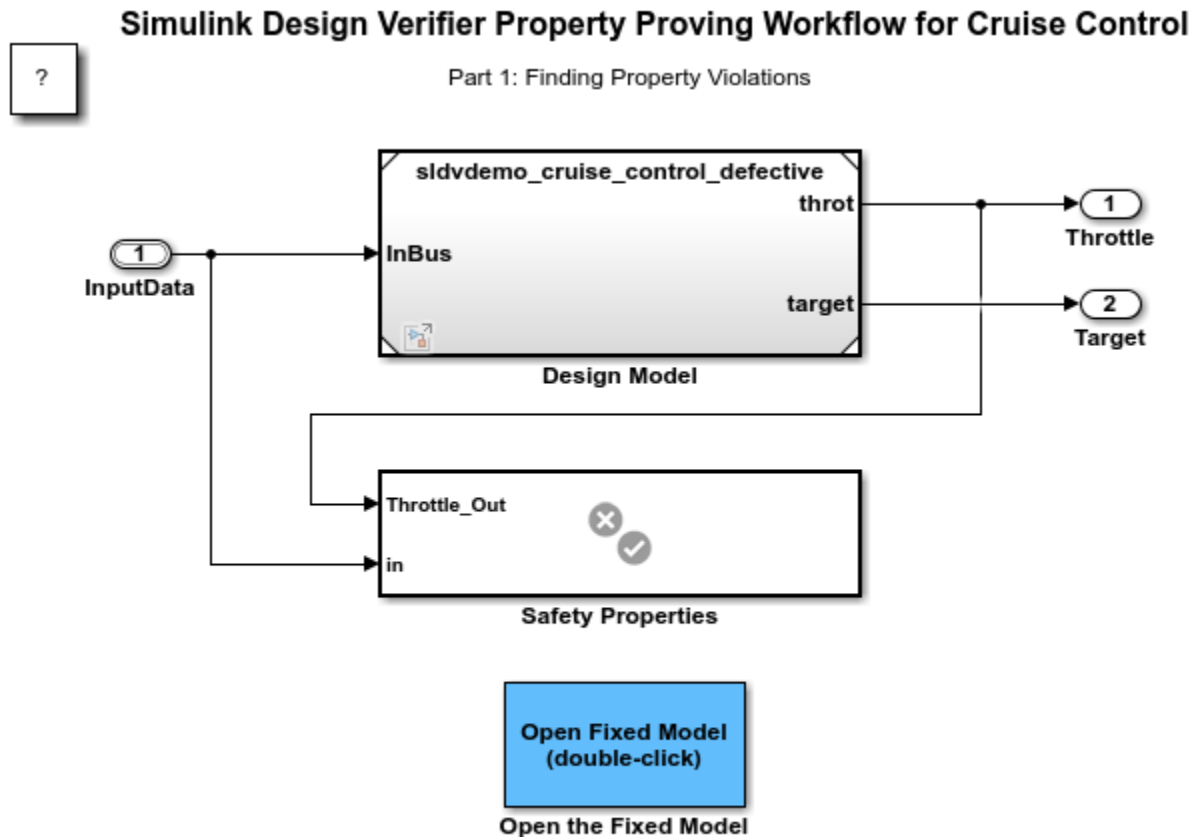 Simulink Design Verifier Property Proving Workflow for Cruise Control
?
Part 1: Finding Property Violations
sldvdemo_cruise_control_defective
throt
1
Throttle
1
InBus
InputData
target
2
Target
Design Model
Throttle_Out
in
Safety Properties
Open Fixed Model
(double-click)
Open the Fixed Model